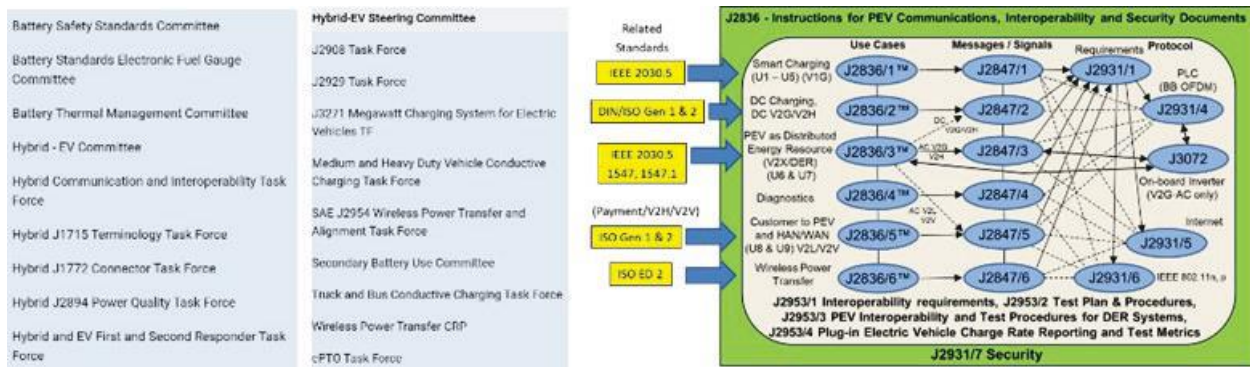 Battery Safety Standards Committee
Battery Standards Electronic Fuel Gauge
Committee
Battery Thermal Management Committee
Hybrid - EV Committee
Hybrid Communication and Interoperability Task
Force
Hybrid J1715 Terminology Task Force
Hybrid J1772 Connector Task Force
Hybrid J2894 Power Quality Task Force
Hybrid and EV First and Second Responder Task
Force
Hybrid-EV Steering Committee
J2908 Task Force
J2929 Task Force
J3271 Megawatt Charging System for Electric
Vehicles TF
Medium and Heavy Duty Vehicle Conductive
Charging Task Force
SAE J2954 Wireless Power Transfer and
Alignment Task Force
Secondary Battery Use Committee
Truck and Bus Conductive Charging Task Force
Wireless Power Transfer CRP
ePTO Task Force
Related
Standards
IEEE 2030.5
DIN/ISO Gen 1 & 2
IEEE 2030.5
1547, 1547.1
(Payment/V2H/V2V)
ISO Gen 1 & 2
ISO ED 2
J2836 - Instructions for PEV Communications, Interoperability and Security Documents
Use Cases
Messages / Signals
Requirements
Protocol
Smart Charging
(U1 – U5) (V1G)
J2836/1™
J2847/1
J2931/1
PLC
(BB OFDM)
DC Charging,
DC V2G/V2H
J2836/2™
J2847/2
J2931/4
DC V2G/V2H
PEV as Distributed
Energy Resource
(V2X/DER)
(U6 & U7)
J2836/3™
AC V2G
V2H
J2847/3
J3072
On-board Inverter
(V2G AC only)
Diagnostics
J2836/4™
J2847/4
AC V2L
V2V
Customer to PEV
and HAN/WAN
(U8 & U9) V2L/V2V
J2836/5™
J2847/5
Internet
J2931/5
Wireless Power
Transfer
J2836/6™
J2847/6
J2931/6
IEEE 802.11n, p
J2953/1 Interoperability requirements, J2953/2 Test Plan & Procedures,
J2953/3 PEV Interoperability and Test Procedures for DER Systems,
J2953/4 Plug-in Electric Vehicle Charge Rate Reporting and Test Metrics
J2931/7 Security